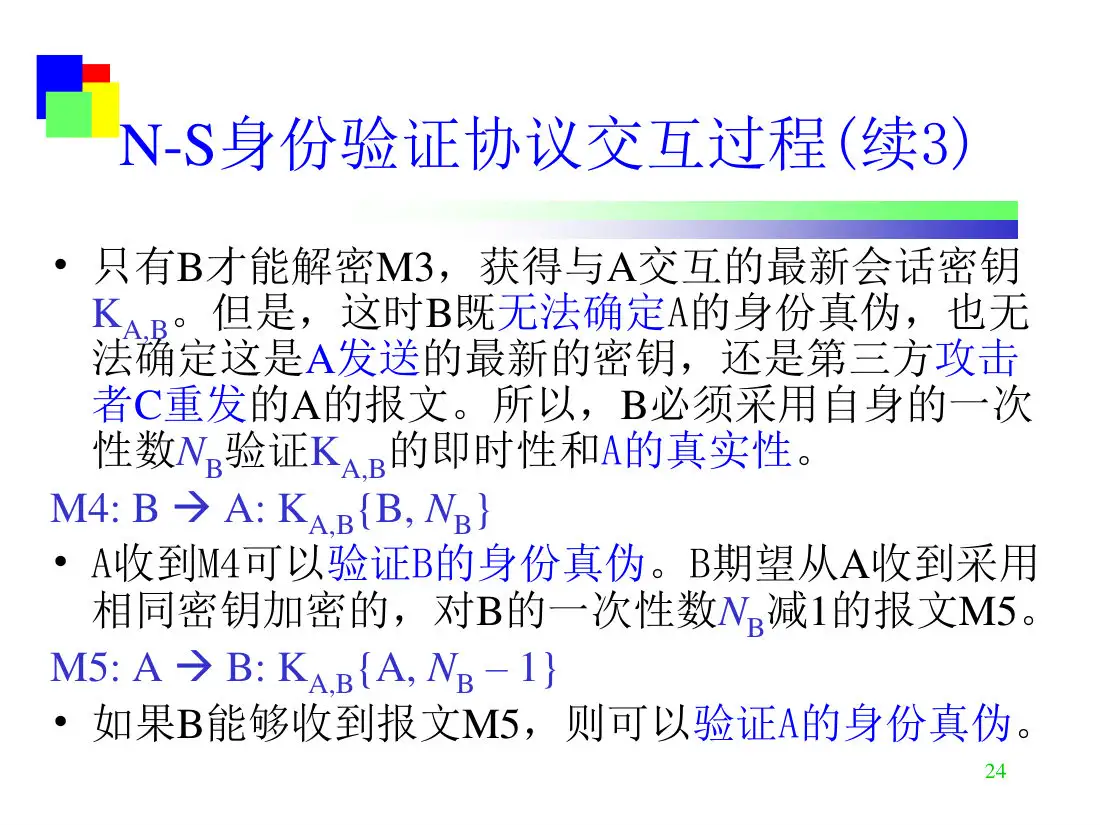 N-S身份验证协议交互过程(续3)
• 只有B才能解密M3，获得与A交互的最新会话密钥
K_A,B。但是，这时B既无法确定A的身份真伪，也无
法确定这是A发送的最新的密钥，还是第三方攻击
者C重发的A的报文。所以，B必须采用自身的一次
性数N_B验证K_A,B的即时性和A的真实性。
M4: B → A: K_A,B{B, N_B}
• A收到M4可以验证B的身份真伪。B期望从A收到采用
相同密钥加密的，对B的一次性数N_B减1的报文M5。
M5: A → B: K_A,B{A, N_B – 1}
• 如果B能够收到报文M5，则可以验证A的身份真伪。
24